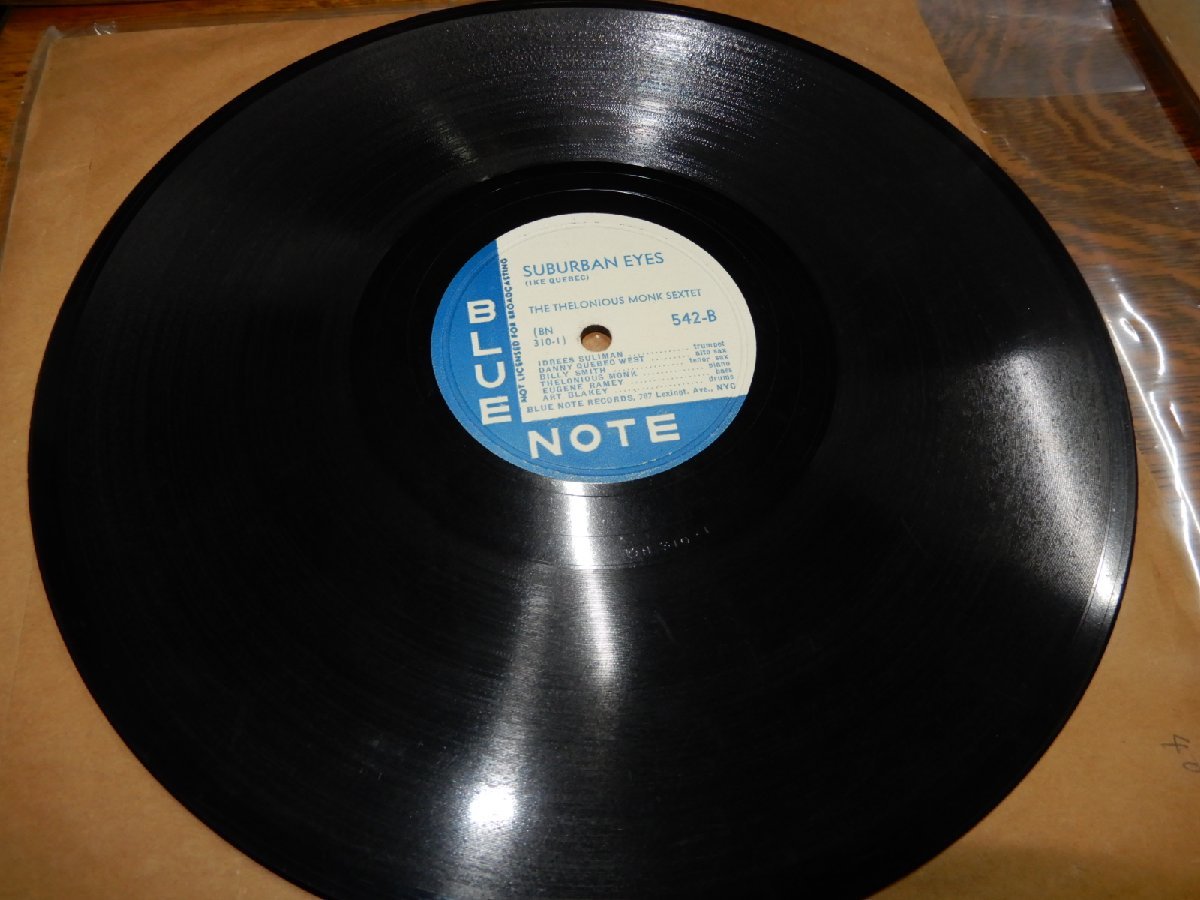 SUBURBAN EYES
(IKE QUEBEC)
THE THELONIOUS MONK SEXTET
(BN
310-1)
542-B
IDREES SULIMAN ............ trumpet
DANNY QUEBEC WEST ........ alto sax
BILLY SMITH ............ tenor sax
THELONIOUS MONK ............ piano
EUGENE RAMEY ............ bass
ART BLAKEY ............ drums
BLUE NOTE RECORDS, 767 Lexingt. Ave., NYC
NOT LICENSED FOR BROADCASTING
BLUE
NOTE